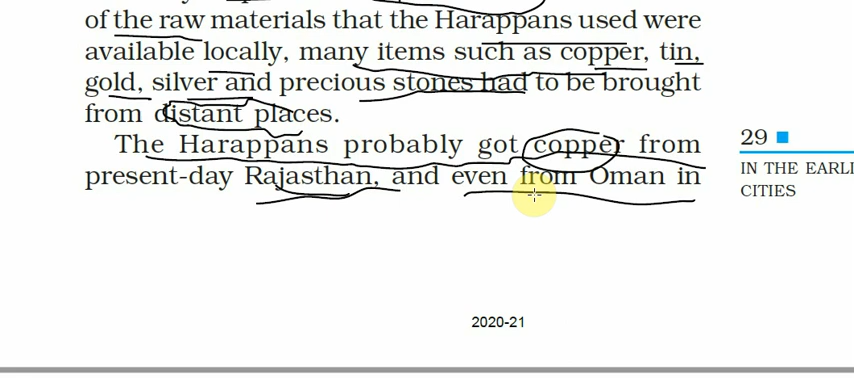 of the raw materials that the Harappans used were
available locally, many items such as copper, tin,
gold, silver and precious stones had to be brought
from distant places.
The Harappans probably got copper from
present-day Rajasthan, and even from Oman in
29
IN THE EARLI
CITIES
2020-21